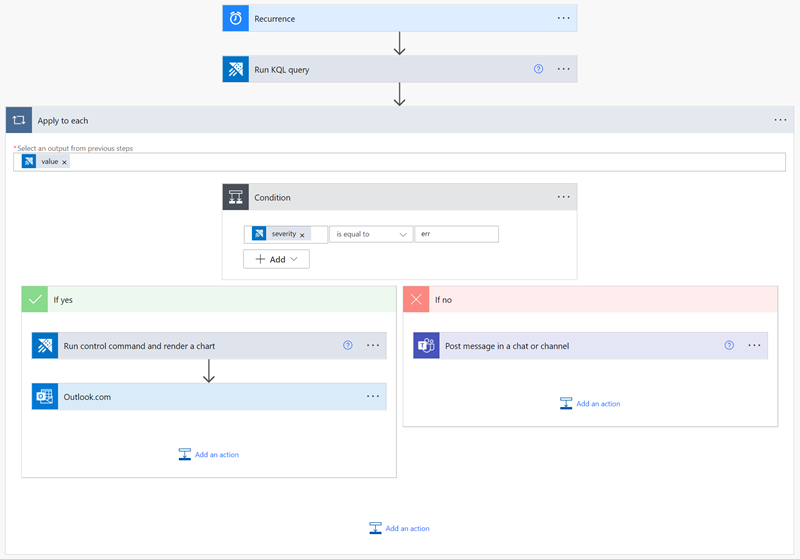 Recurrence
Run KQL query
Apply to each
*Select an output from previous steps
value ×
Condition
severity × is equal to err
+ Add
If yes
If no
Run control command and render a chart
Post message in a chat or channel
Outlook.com
Add an action
Add an action
Add an action